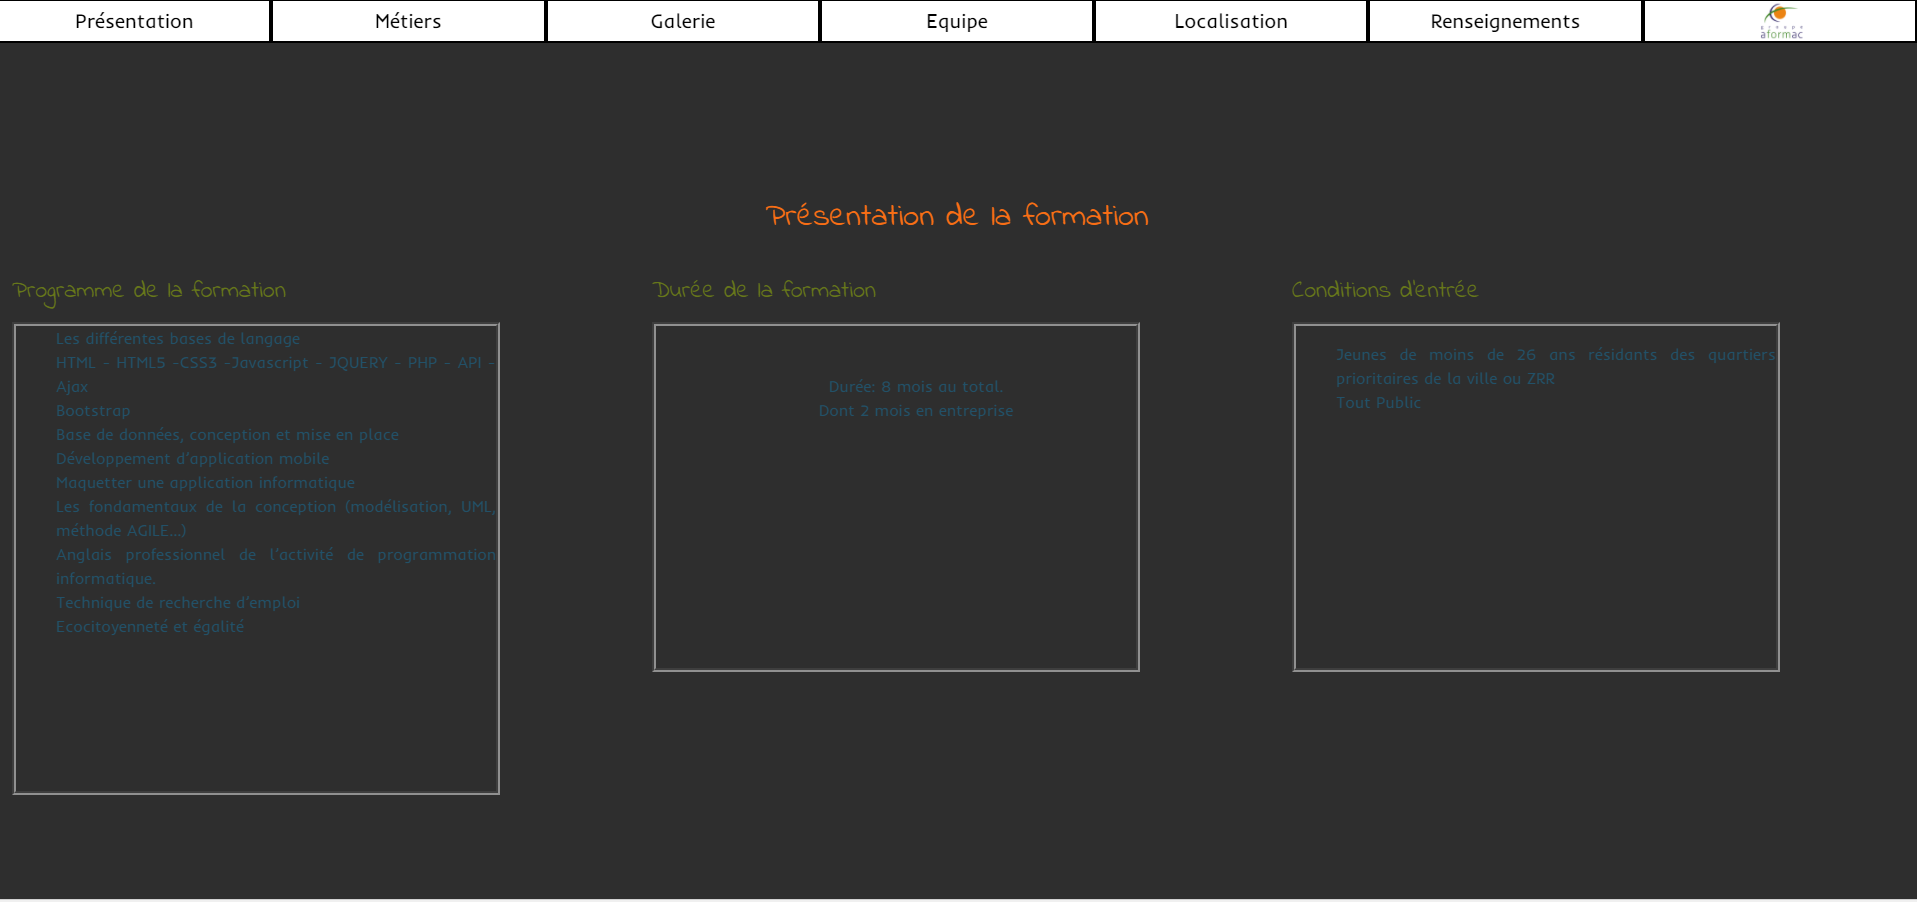 Présentation
Métiers
Galerie
Equipe
Localisation
Renseignements
groupe
aformac
Présentation de la formation
Programme de la formation
Les différentes bases de langage
HTML - HTML5 -CSS3 -Javascript - JQUERY - PHP - API -
Ajax
Bootstrap
Base de données, conception et mise en place
Développement d'application mobile
Maquetter une application informatique
Les fondamentaux de la conception (modélisation, UML,
méthode AGILE...)
Anglais professionnel de l'activité de programmation
informatique.
Technique de recherche d'emploi
Ecocitoyenneté et égalité
Durée de la formation
Durée: 8 mois au total.
Dont 2 mois en entreprise
Conditions d'entrée
Jeunes de moins de 26 ans résidants des quartiers
prioritaires de la ville ou ZRR
Tout Public